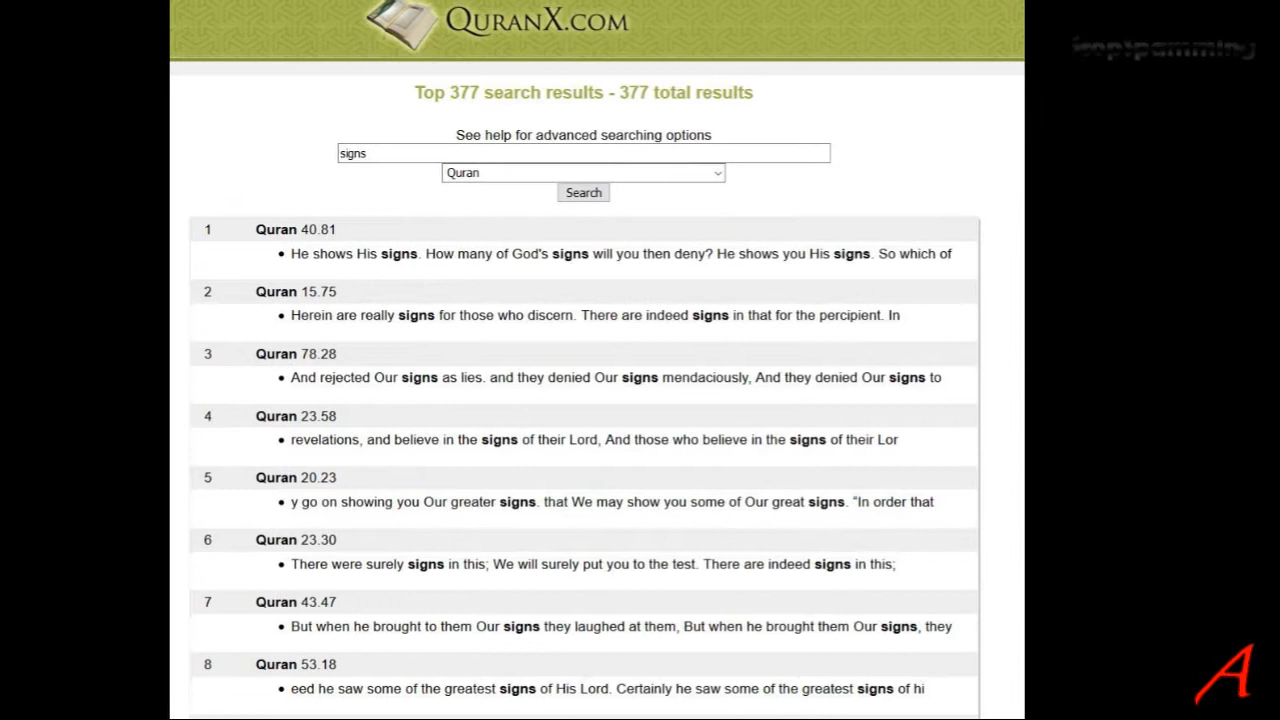 QuranX.com
Top 377 search results - 377 total results
See help for advanced searching options
signs
Quran
Search
1 Quran 40.81
• He shows His signs. How many of God's signs will you then deny? He shows you His signs. So which of
2 Quran 15.75
• Herein are really signs for those who discern. There are indeed signs in that for the percipient. In
3 Quran 78.28
• And rejected Our signs as lies. and they denied Our signs mendaciously, And they denied Our signs to
4 Quran 23.58
• revelations, and believe in the signs of their Lord, And those who believe in the signs of their Lor
5 Quran 20.23
• y go on showing you Our greater signs. that We may show you some of Our great signs. “In order that
6 Quran 23.30
• There were surely signs in this; We will surely put you to the test. There are indeed signs in this;
7 Quran 43.47
• But when he brought to them Our signs they laughed at them, But when he brought them Our signs, they
8 Quran 53.18
• eed he saw some of the greatest signs of His Lord. Certainly he saw some of the greatest signs of hi
A